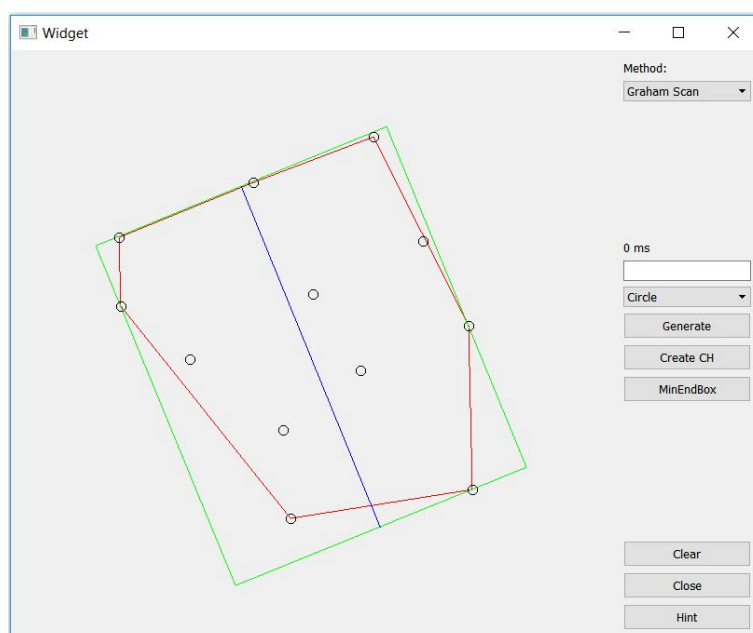 Widget
Method:
Graham Scan
0 ms
Circle
Generate
Create CH
MinEndBox
Clear
Close
Hint